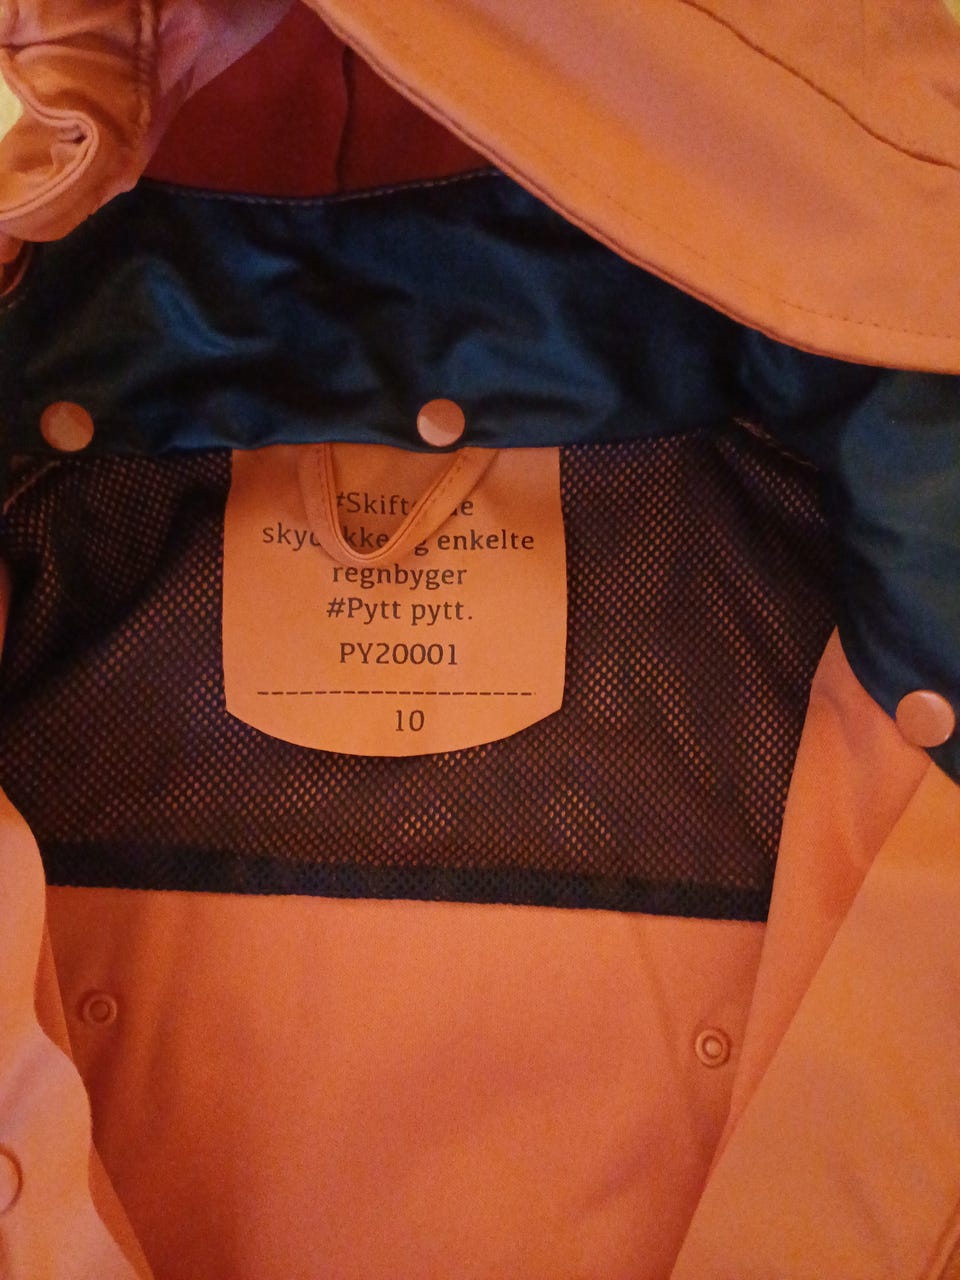 enkelte
regnbyger
#Pytt pytt.
PY20001
10